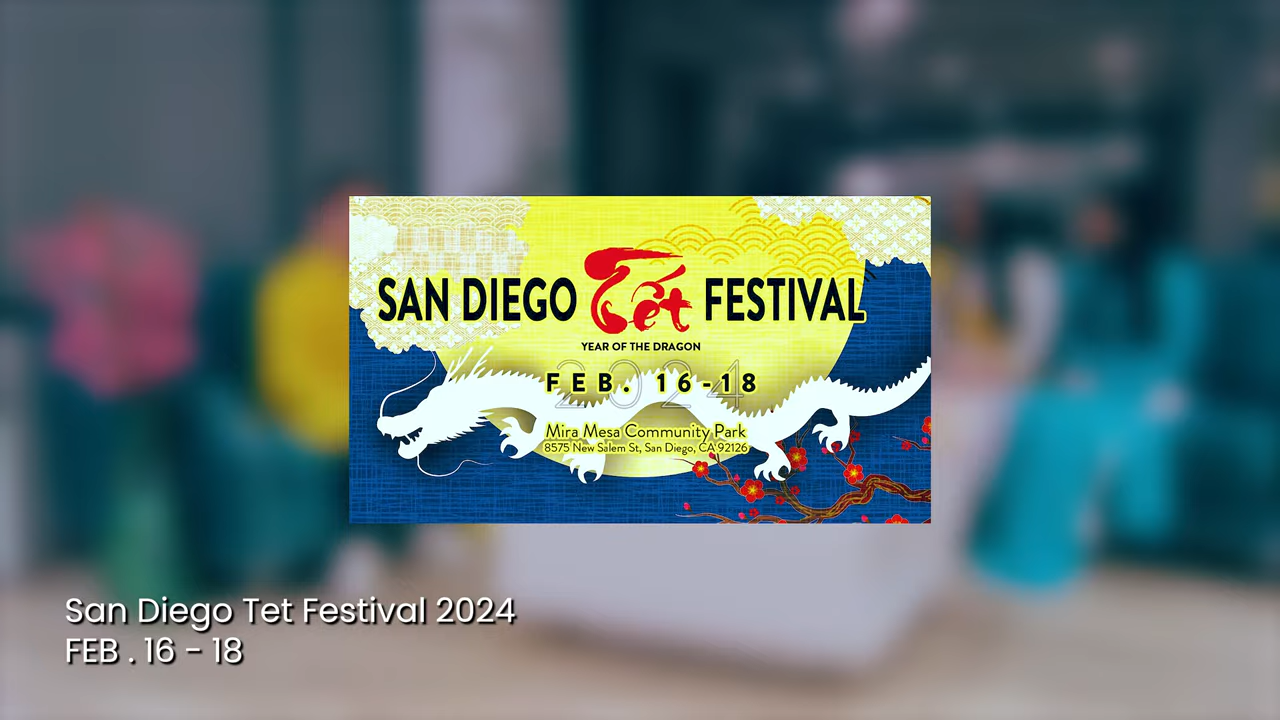 SAN DIEGO Tết FESTIVAL
YEAR OF THE DRAGON
2024
FEB. 16-18
Mira Mesa Community Park
8575 New Salem St, San Diego, CA 92126
San Diego Tet Festival 2024
FEB . 16 - 18